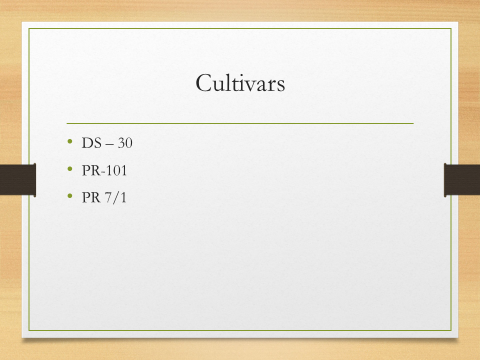 Cultivars
• DS – 30
• PR-101
• PR 7/1